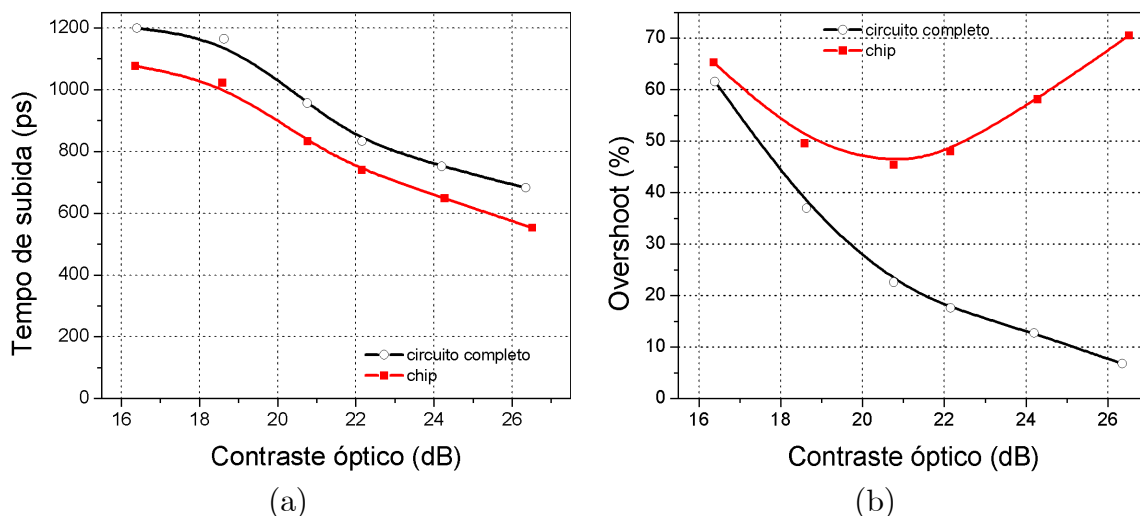 1200
1000
800
600
400
200
0
Tempo de subida (ps)
circuito completo
chip
16 18 20 22 24 26
Contraste óptico (dB)
(a)
70
60
50
40
30
20
10
0
Overshoot (%)
circuito completo
chip
16 18 20 22 24 26
Contraste óptico (dB)
(b)